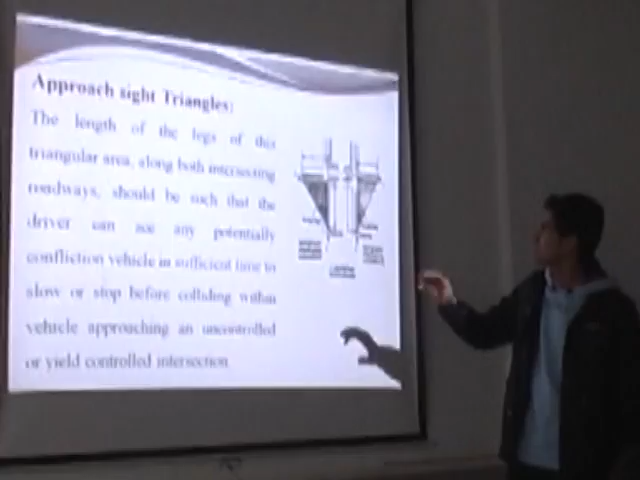 Approach sight Triangles:
The length of the legs of this
triangular area, along both intersecting
roadways, should be such that the
driver can see any potentially
confliction vehicle in sufficient time to
slow or stop before colliding within
vehicle approaching an uncontrolled
or yield controlled intersection